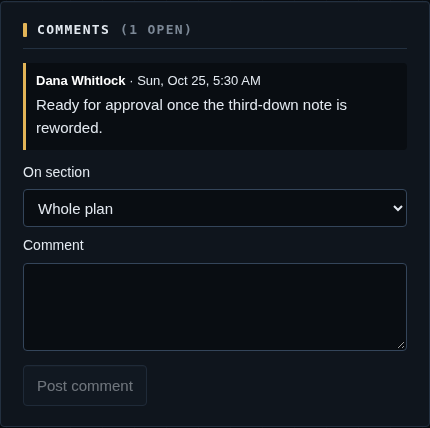 COMMENTS (1 OPEN)
Dana Whitlock · Sun, Oct 25, 5:30 AM
Ready for approval once the third-down note is
reworded.
On section
Whole plan
Comment
Post comment